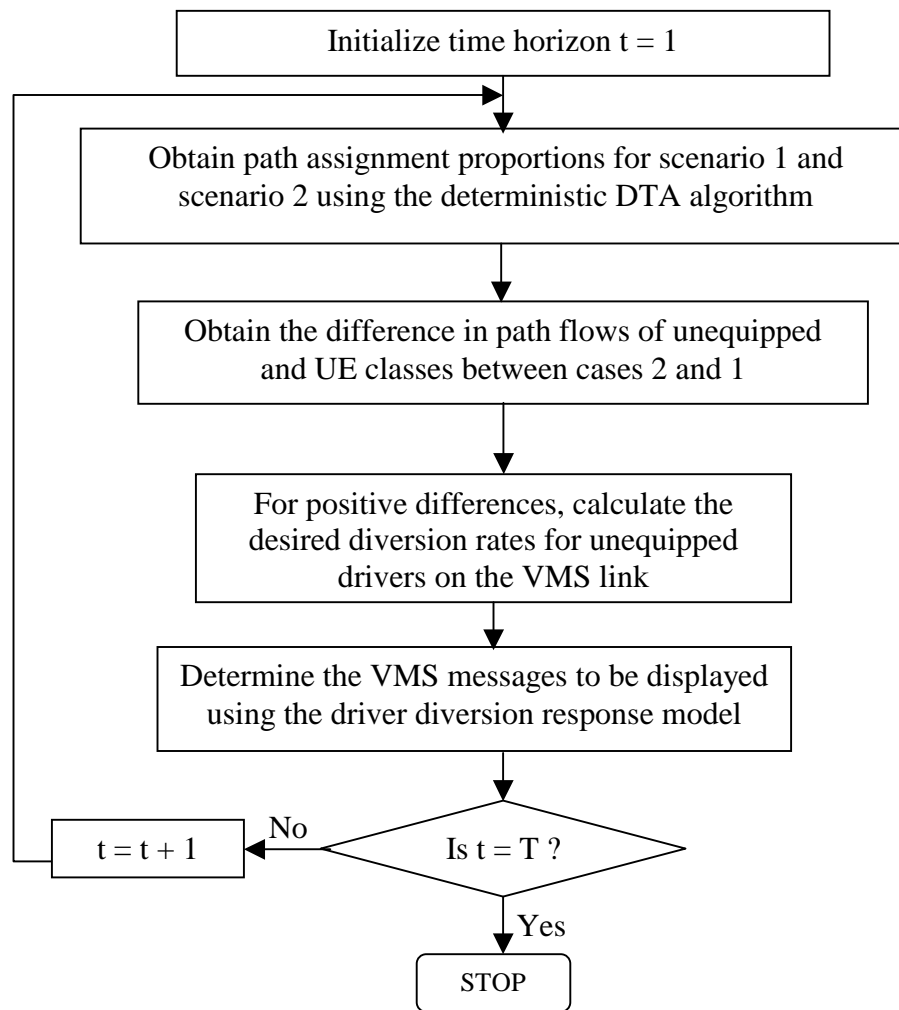 Initialize time horizon t = 1
Obtain path assignment proportions for scenario 1 and
scenario 2 using the deterministic DTA algorithm
Obtain the difference in path flows of unequipped
and UE classes between cases 2 and 1
For positive differences, calculate the
desired diversion rates for unequipped
drivers on the VMS link
Determine the VMS messages to be displayed
using the driver diversion response model
t = t + 1
No
Is t = T ?
Yes
STOP